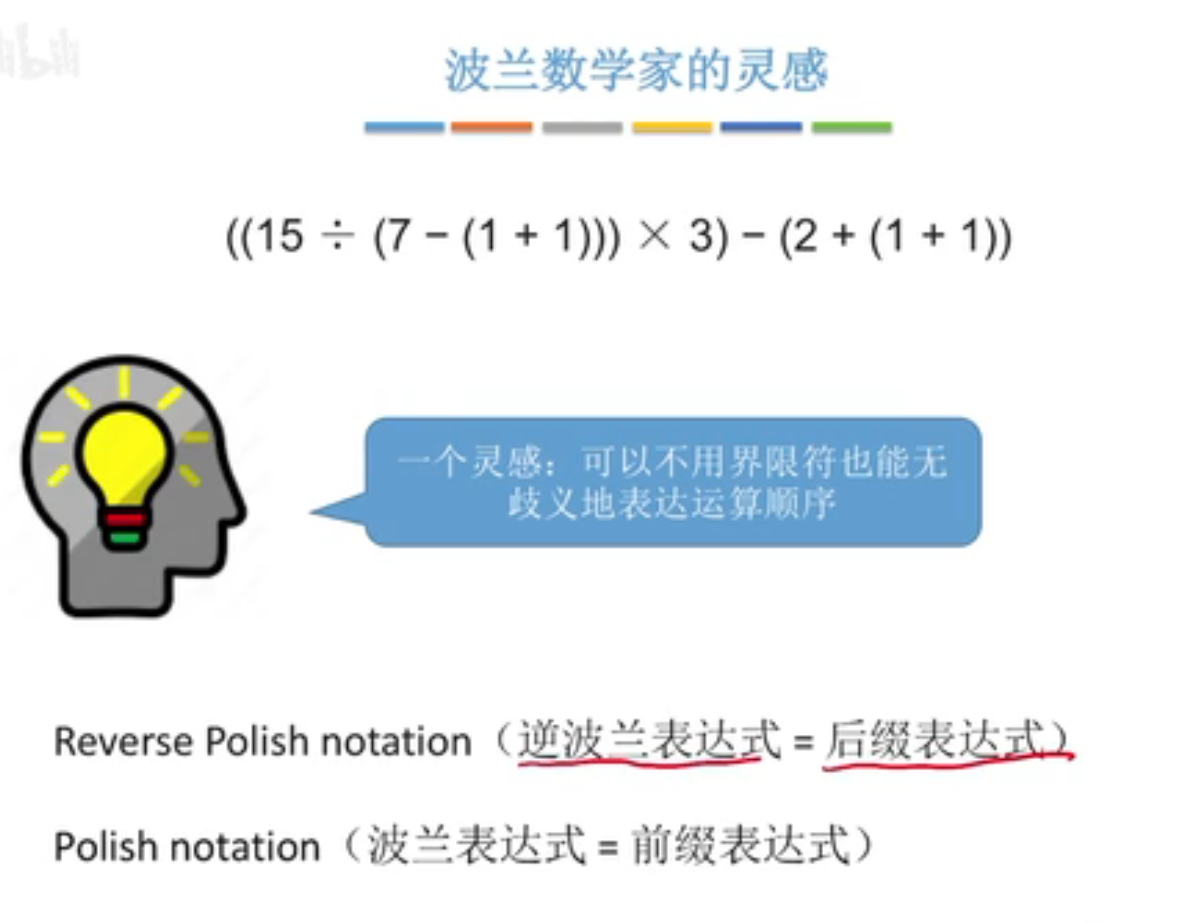 波兰数学家的灵感
((15 ÷ (7 − (1 + 1))) × 3) − (2 + (1 + 1))
一个灵感：可以不用界限符也能无
歧义地表达运算顺序
Reverse Polish notation（逆波兰表达式 = 后缀表达式）
Polish notation（波兰表达式 = 前缀表达式）